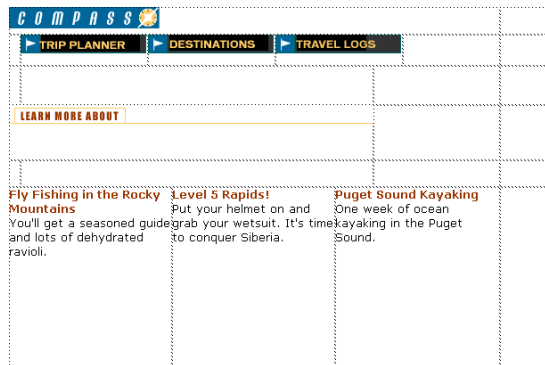 COMPASS
TRIP PLANNER DESTINATIONS TRAVEL LOGS
LEARN MORE ABOUT
Fly Fishing in the Rocky
Mountains
You'll get a seasoned guide
and lots of dehydrated
ravioli.
Level 5 Rapids!
Put your helmet on and
grab your wetsuit. It's time
to conquer Siberia.
Puget Sound Kayaking
One week of ocean
kayaking in the Puget
Sound.